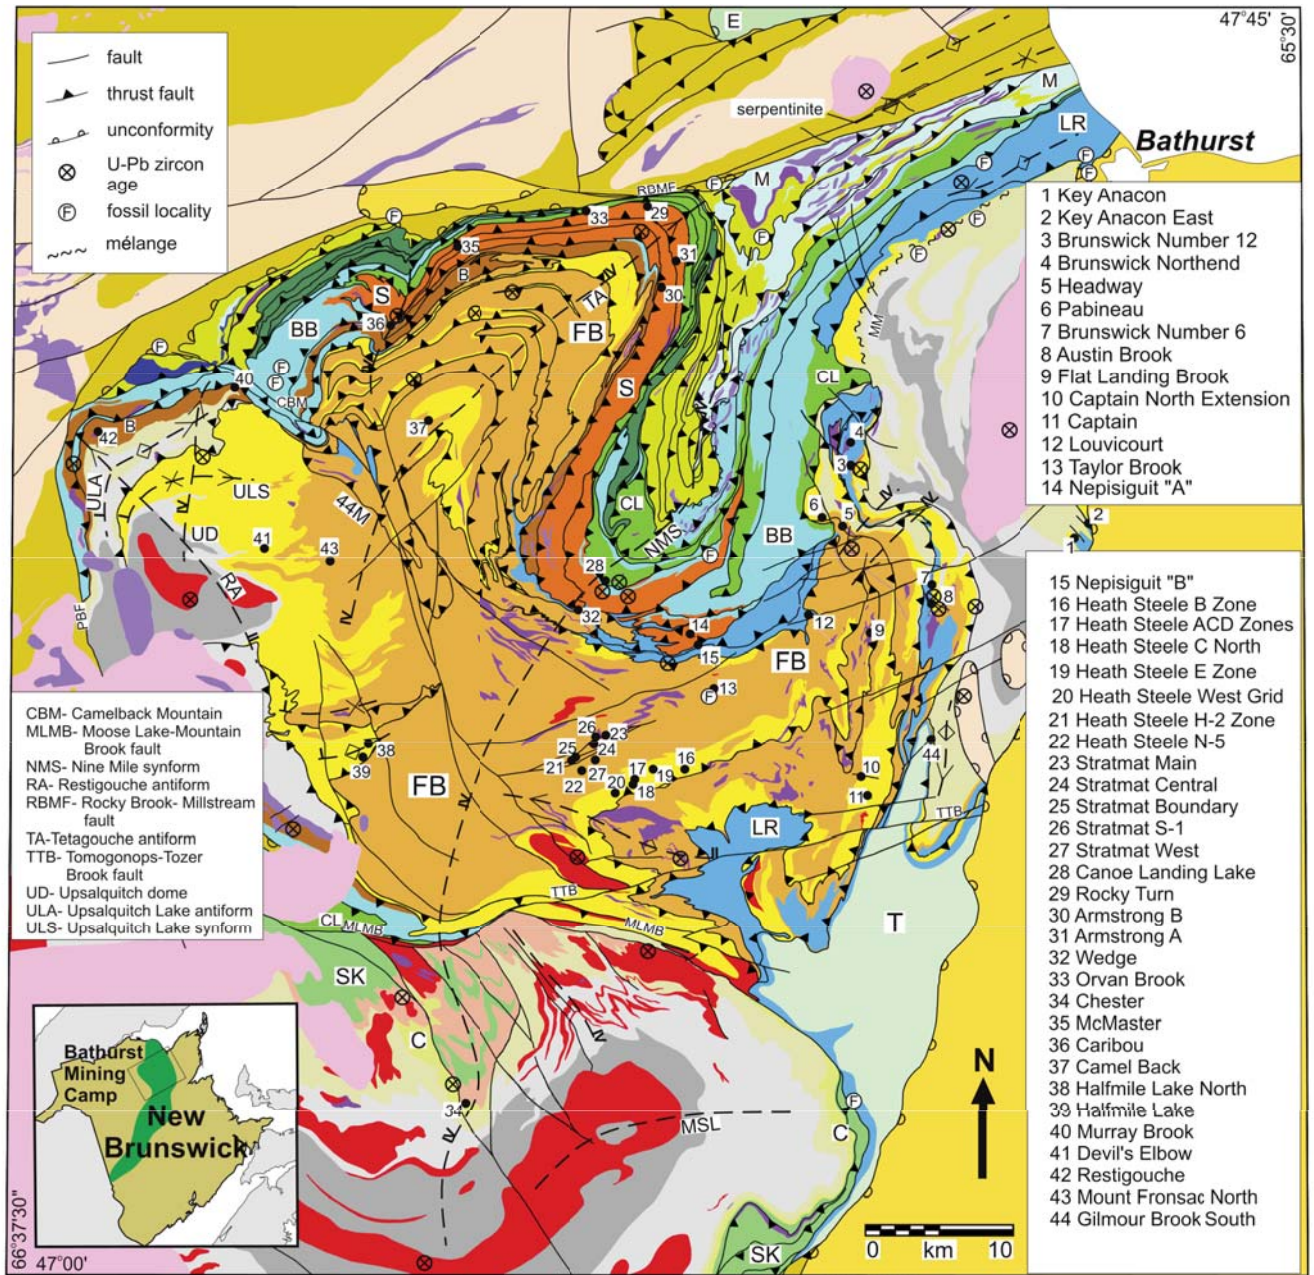 fault
thrust fault
unconformity
U-Pb zircon
age
F fossil locality
mélange
E
47°45'
65°30'
serpentinite
M
LR
Bathurst
M
RBMF
F
F
F
F
F
F
F
F
33
29
35
31
30
B
S
36
BB
TA
IV
FB
S
MM
CL
F
F
F
40
CBM
42
B
37
4
3
ULA
ULS
44M
CL
NMS
BB
6
5
IV
IV
2
1
UD
41
43
RA
PBF
IV
IV
IV
II
28
F
32
14
15
12
9
7
8
FB
F
13
38
39
26
23
25
24
21
27
22
17
16
19
20
18
10
11
44
FB
IV
LR
II
TTB
TTB
CL
MLMB
MLMB
T
SK
C
IV
34
IV
MSL
F
C
SK
1 Key Anacon
2 Key Anacon East
3 Brunswick Number 12
4 Brunswick Northend
5 Headway
6 Pabineau
7 Brunswick Number 6
8 Austin Brook
9 Flat Landing Brook
10 Captain North Extension
11 Captain
12 Louvicourt
13 Taylor Brook
14 Nepisiguit "A"
15 Nepisiguit "B"
16 Heath Steele B Zone
17 Heath Steele ACD Zones
18 Heath Steele C North
19 Heath Steele E Zone
20 Heath Steele West Grid
21 Heath Steele H-2 Zone
22 Heath Steele N-5
23 Stratmat Main
24 Stratmat Central
25 Stratmat Boundary
26 Stratmat S-1
27 Stratmat West
28 Canoe Landing Lake
29 Rocky Turn
30 Armstrong B
31 Armstrong A
32 Wedge
33 Orvan Brook
34 Chester
35 McMaster
36 Caribou
37 Camel Back
38 Halfmile Lake North
39 Halfmile Lake
40 Murray Brook
41 Devil's Elbow
42 Restigouche
43 Mount Fronsac North
44 Gilmour Brook South
CBM- Camelback Mountain
MLMB- Moose Lake-Mountain
Brook fault
NMS- Nine Mile synform
RA- Restigouche antiform
RBMF- Rocky Brook- Millstream
fault
TA-Tetagouche antiform
TTB- Tomogonops-Tozer
Brook fault
UD- Upsalquitch dome
ULA- Upsalquitch Lake antiform
ULS- Upsalquitch Lake synform
Bathurst
Mining
Camp
New
Brunswick
N
0 km 10
66°37'30"
47°00'